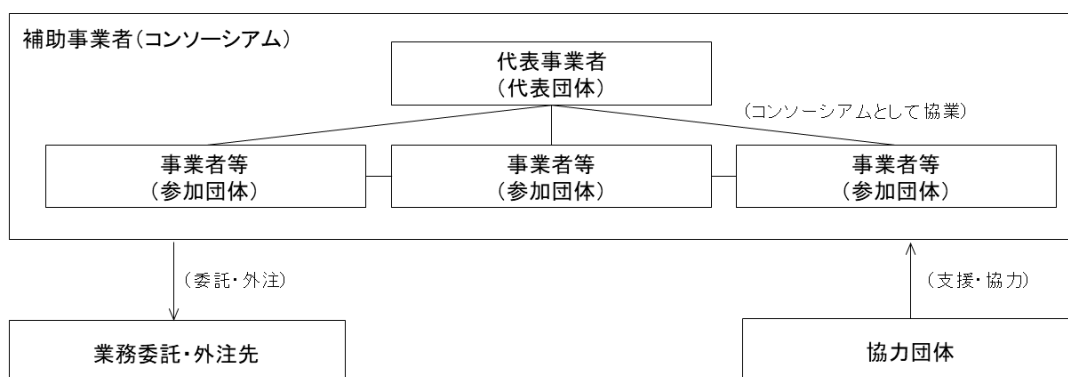 補助事業者（コンソーシアム）
代表事業者
（代表団体）
（コンソーシアムとして協業）
事業者等
（参加団体）
事業者等
（参加団体）
事業者等
（参加団体）
（委託・外注）
（支援・協力）
業務委託・外注先
協力団体